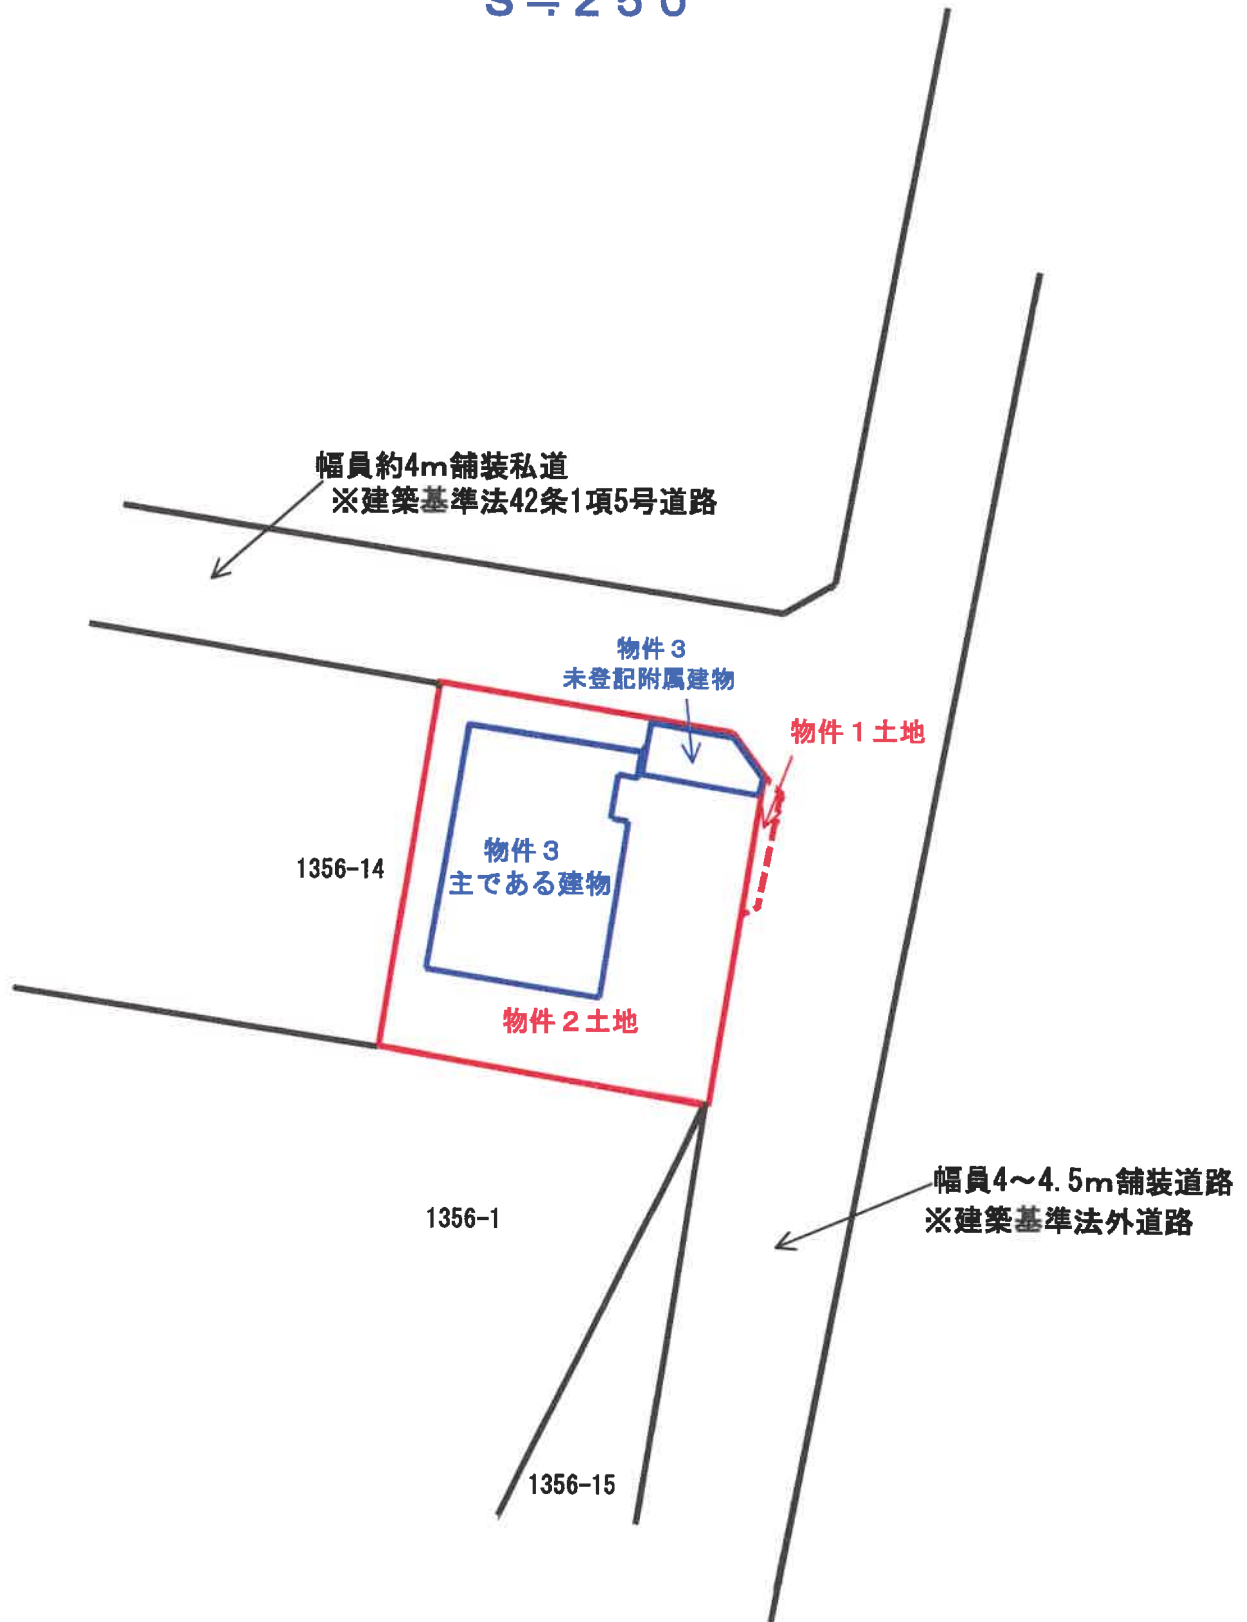 S≒250
幅員約4m舗装私道
※建築基準法42条1項5号道路
物件３
未登記附属建物
物件１土地
1356-14
物件３
主である建物
物件２土地
幅員4～4.5m舗装道路
※建築基準法外道路
1356-1
1356-15